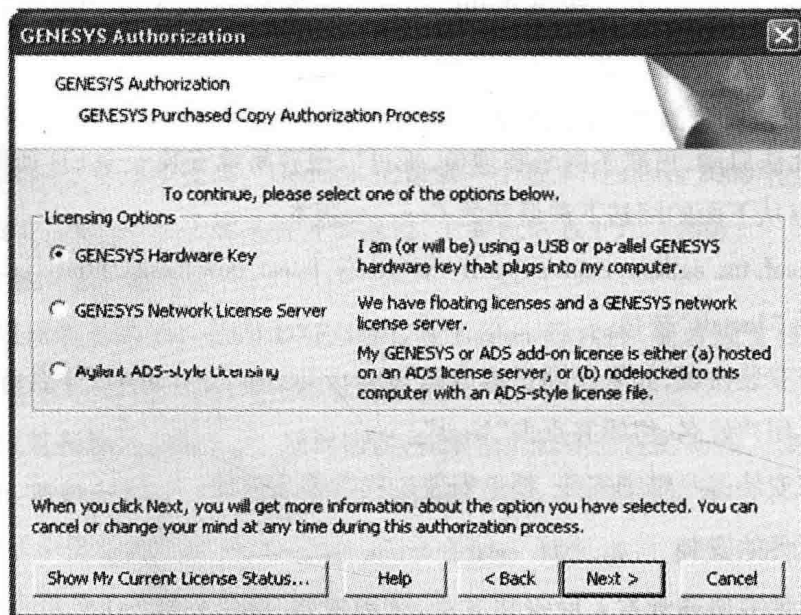 GENESYS Authorization
GENESYS Authorization
GENESYS Purchased Copy Authorization Process
To continue, please select one of the options below.
Licensing Options
GENESYS Hardware Key
I am (or will be) using a USB or parallel GENESYS
hardware key that plugs into my computer.
GENESYS Network License Server
We have floating licenses and a GENESYS network
license server.
Agilent ADS-style Licensing
My GENESYS or ADS add-on license is either (a) hosted
on an ADS license server, or (b) nodelocked to this
computer with an ADS-style license file.
When you click Next, you will get more information about the option you have selected. You can
cancel or change your mind at any time during this authorization process.
Show My Current License Status...
Help
< Back
Next >
Cancel